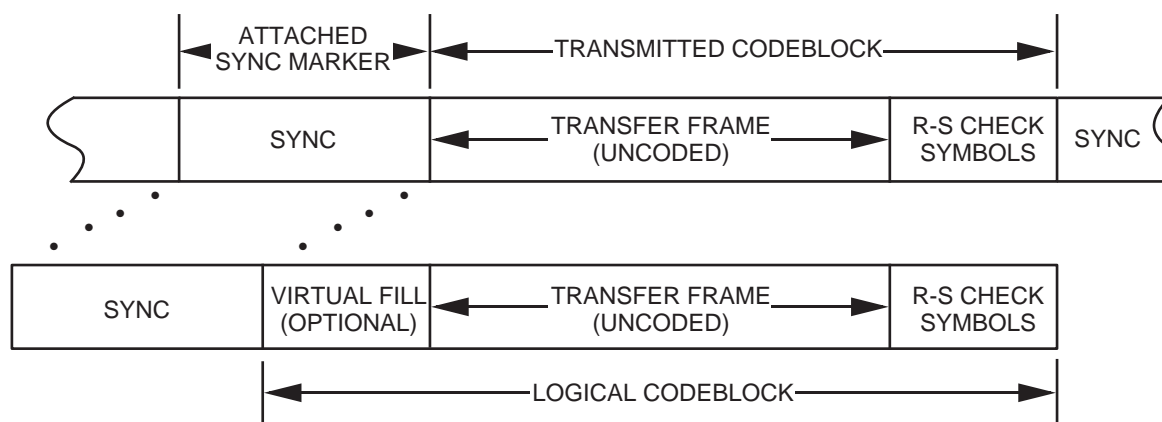 ATTACHED
SYNC MARKER
TRANSMITTED CODEBLOCK
SYNC
TRANSFER FRAME
(UNCODED)
R-S CHECK
SYMBOLS
SYNC
SYNC
VIRTUAL FILL
(OPTIONAL)
TRANSFER FRAME
(UNCODED)
R-S CHECK
SYMBOLS
LOGICAL CODEBLOCK